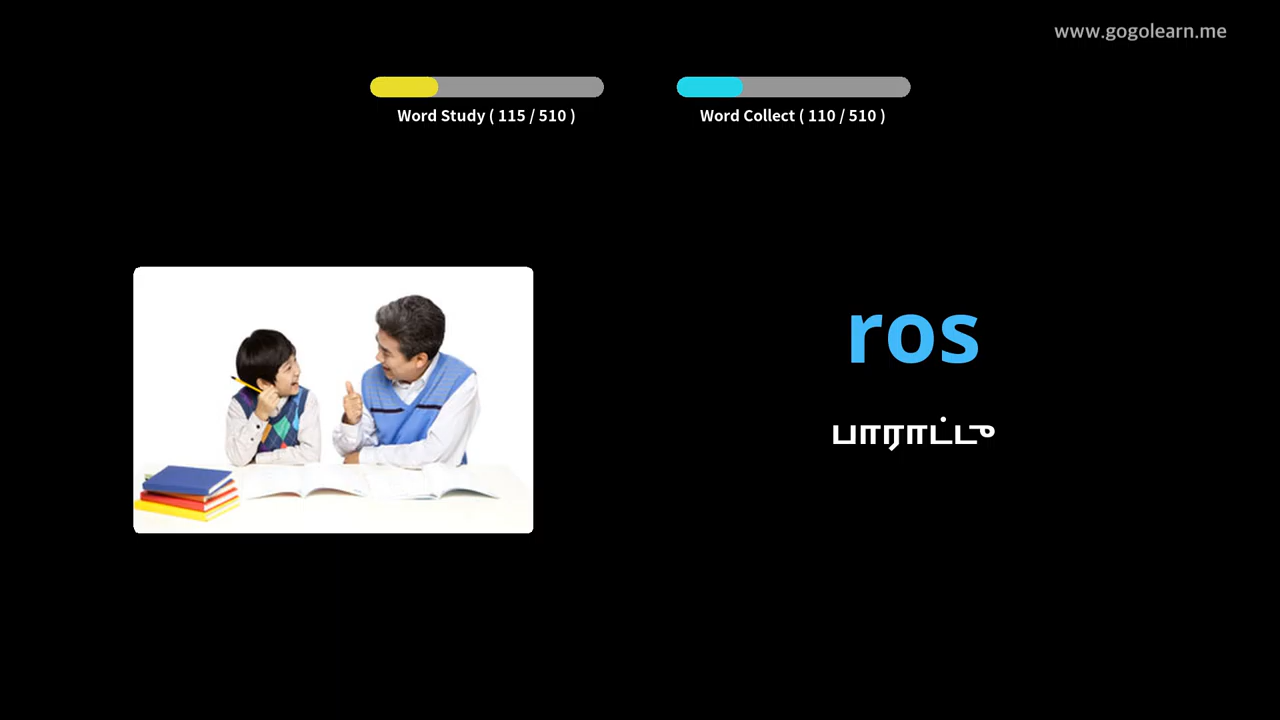 www.gogolearn.me
Word Study ( 115 / 510 )
Word Collect ( 110 / 510 )
ros
பாராட்டு